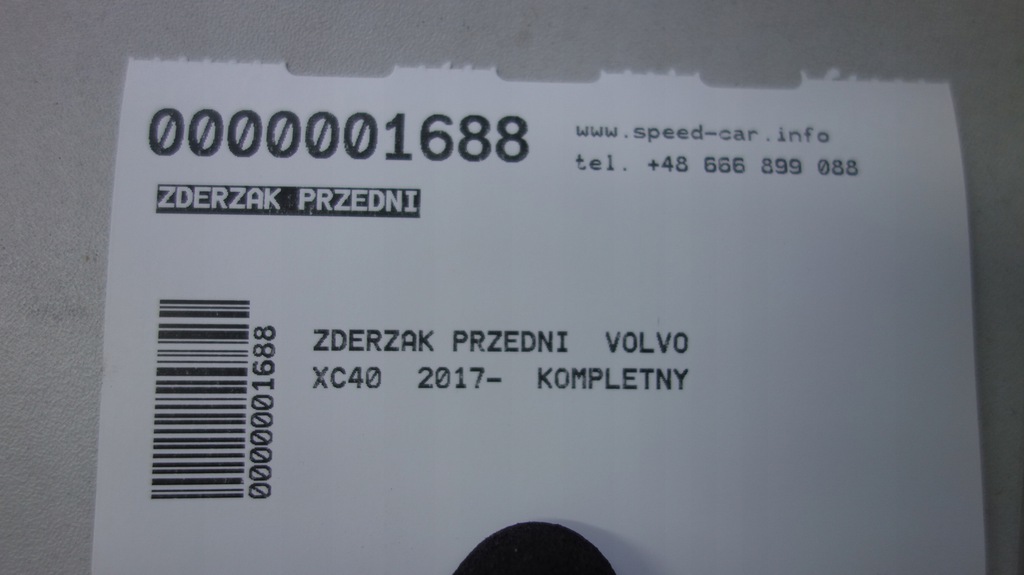 0000001688
www.speed-car.info
tel. +48 666 899 088
ZDERZAK PRZEDNI
0000001688
ZDERZAK PRZEDNI VOLVO
XC40 2017- KOMPLETNY